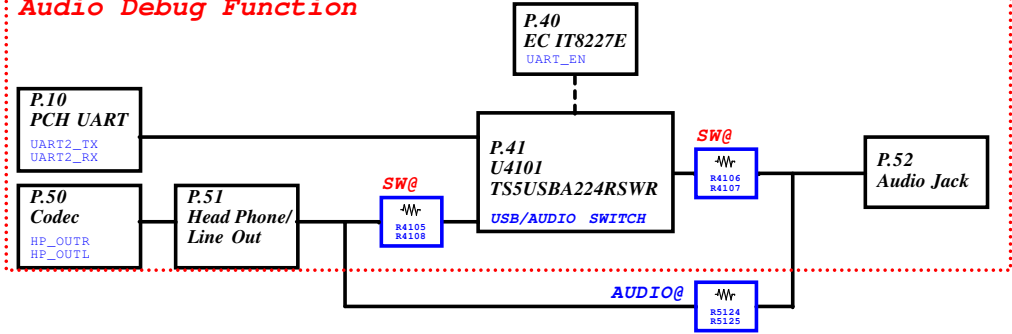 Audio Debug Function
P.40
EC IT8227E
UART_EN
P.10
PCH UART
UART2_TX
UART2_RX
P.41
U4101
TS5USBA224RSWR
USB/AUDIO SWITCH
SW@
R4106
R4107
P.52
Audio Jack
P.50
Codec
HP_OUTR
HP_OUTL
P.51
Head Phone/
Line Out
SW@
R4105
R4108
AUDIO@
R5124
R5125